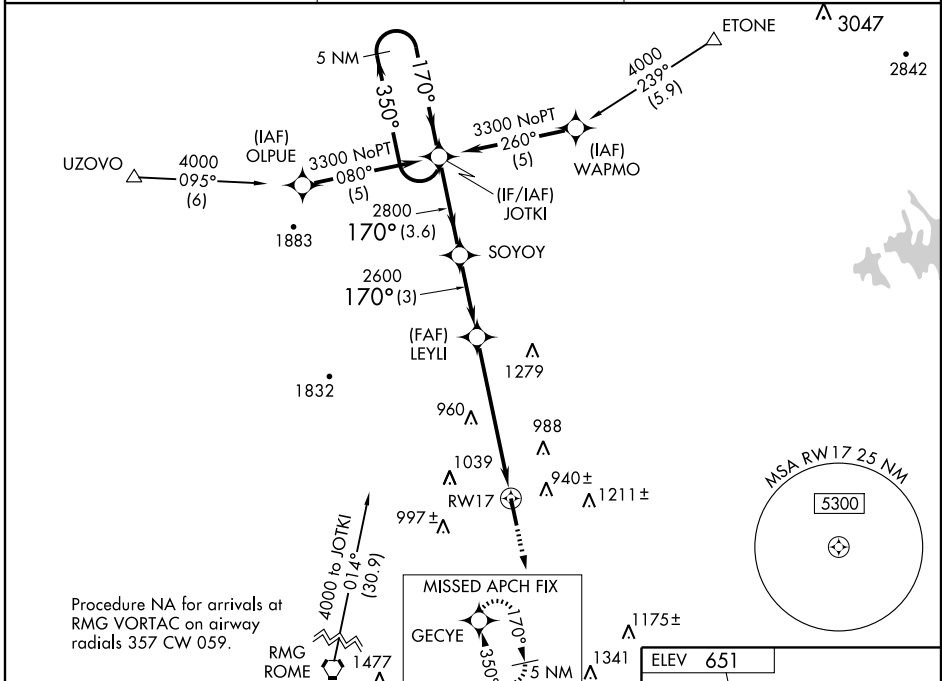 ETONE
3047
2842
5 NM
170°
350°
4000
239°
(5.9)
(IAF)
OLPUE
3300 NoPT
080°
(5)
3300 NoPT
260°
(5)
(IAF)
WAPMO
UZOVO
4000
095°
(6)
(IF/IAF)
JOTKI
1883
2800
170° (3.6)
SOYOY
2600
170° (3)
(FAF)
LEYLI
1279
1832
960
988
1039
940±
RW17
1211±
997±
MSA RW17 25 NM
5300
4000 to JOTKI
014°
(30.9)
Procedure NA for arrivals at
RMG VORTAC on airway
radials 357 CW 059.
RMG
ROME
1477
MISSED APCH FIX
GECYE
170°
350°
5 NM
1175±
1341
ELEV 651